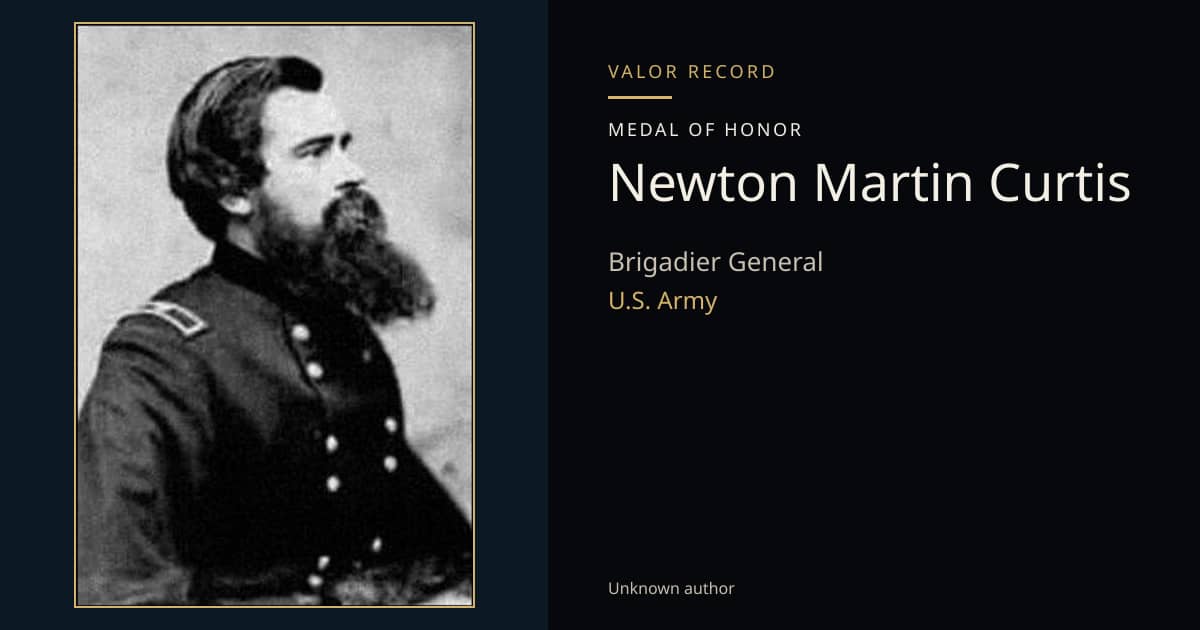 VALOR RECORD
MEDAL OF HONOR
Newton Martin Curtis
Brigadier General
U.S. Army
Unknown author